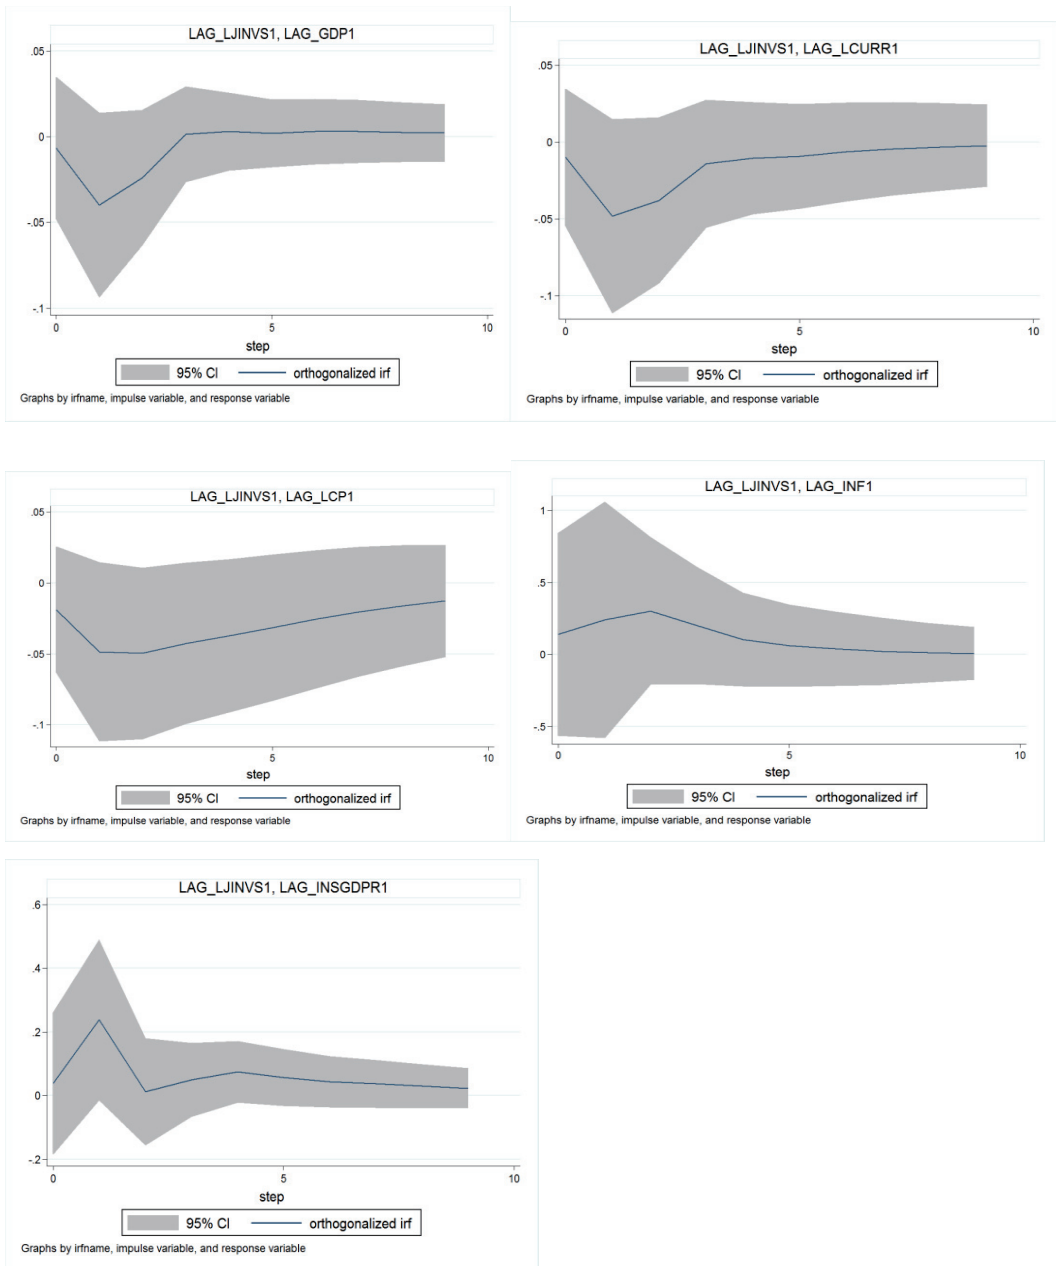 LAG_LJINVS1, LAG_GDP1
.05
0
-.05
-.1
0 5 10
step
95% CI orthogonalized irf
Graphs by irfname, impulse variable, and response variable
LAG_LJINVS1, LAG_LCURR1
.05
0
-.05
-.1
0 5 10
step
95% CI orthogonalized irf
Graphs by irfname, impulse variable, and response variable
LAG_LJINVS1, LAG_LCP1
.05
0
-.05
-.1
0 5 10
step
95% CI orthogonalized irf
Graphs by irfname, impulse variable, and response variable
LAG_LJINVS1, LAG_INF1
1
.5
0
-.5
0 5 10
step
95% CI orthogonalized irf
Graphs by irfname, impulse variable, and response variable
LAG_LJINVS1, LAG_INSGDPR1
.6
.4
.2
0
-.2
0 5 10
step
95% CI orthogonalized irf
Graphs by irfname, impulse variable, and response variable